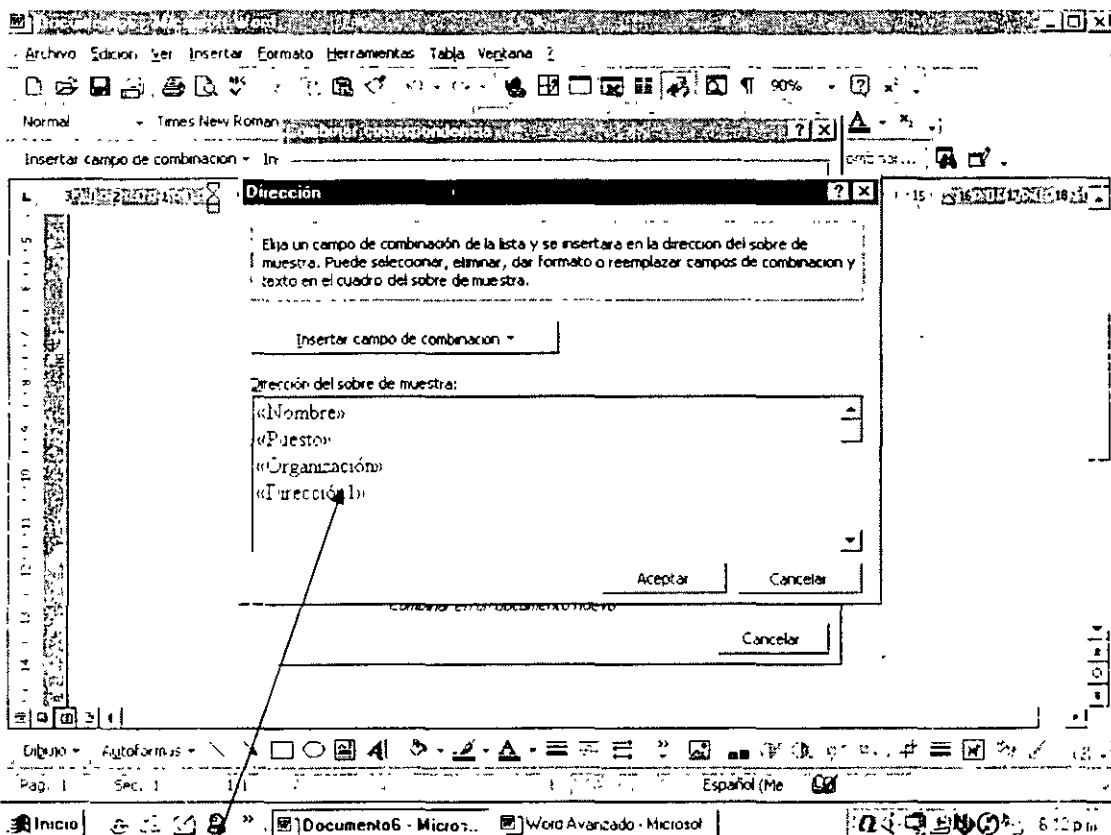 Archivo Edicion Ver Insertar Formato Herramientas Tabla Ventana ?
90%
Normal Times New Roman
Insertar campo de combinacion
Dirección
Elija un campo de combinación de la lista y se insertara en la direccion del sobre de
muestra. Puede seleccionar, eliminar, dar formato o reemplazar campos de combinacion y
texto en el cuadro del sobre de muestra.
Insertar campo de combinacion
Dirección del sobre de muestra:
«Nombre»
«Puesto»
«Organización»
«Dirección1»
Aceptar Cancelar
Cancelar
Dibujo Autoformas
Pag. 1 Sec. 1 Español (Me
Inicio Documento6 - Micros... Word Avanzado - Microsof